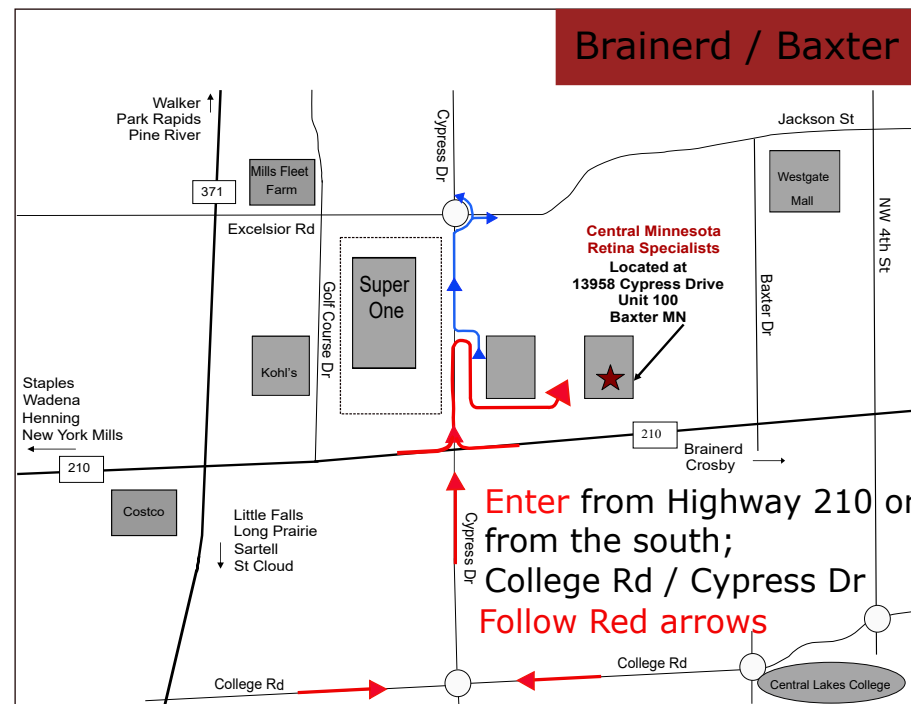 Brainerd / Baxter
Walker
Park Rapids
Pine River
Cypress Dr
Jackson St
Mills Fleet
Farm
Westgate
Mall
371
NW 4th St
Excelsior Rd
Central Minnesota
Retina Specialists
Located at
13958 Cypress Drive
Unit 100
Baxter MN
Super
One
Golf Course Dr
Baxter Dr
Kohl's
Staples
Wadena
Henning
New York Mills
210
210
Brainerd
Crosby
Costco
Little Falls
Long Prairie
Sartell
St Cloud
Cypress Dr
Enter from Highway 210 or
from the south;
College Rd / Cypress Dr
Follow Red arrows
College Rd
College Rd
Central Lakes College